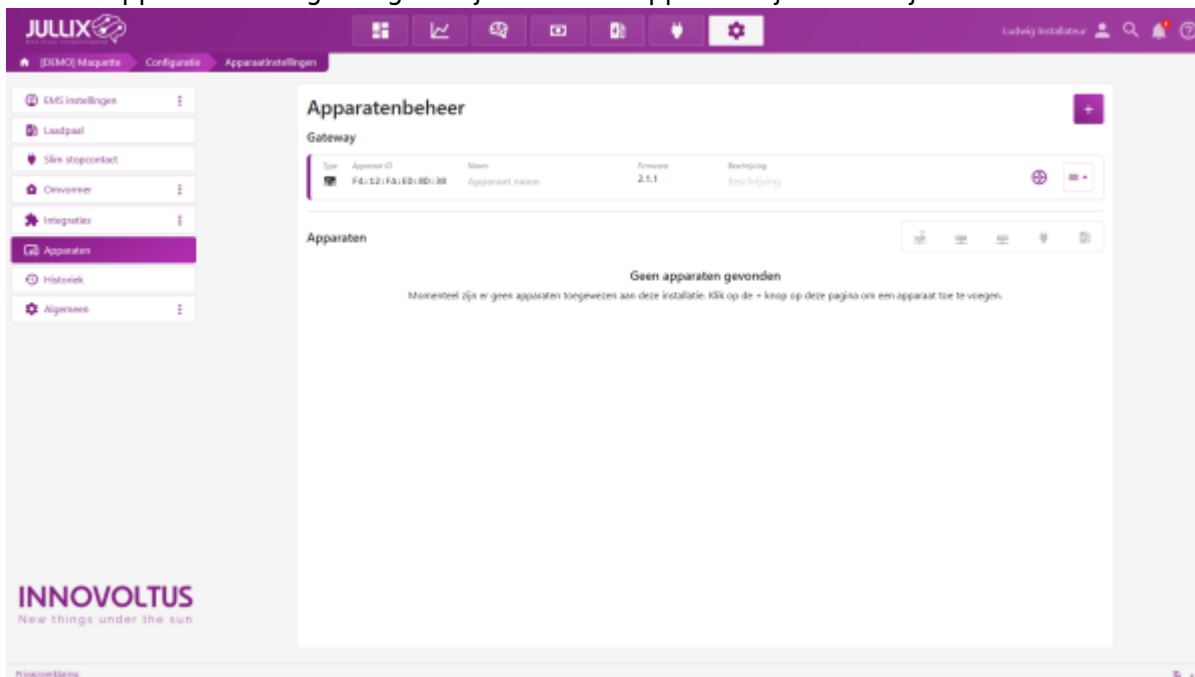 JULLIX
Ludwig Installateur
[DEMO] Maquette Configuratie Apparaatinstellingen
EMS instellingen
Laadpaal
Slim stopcontact
Omvormer
Integraties
Apparaten
Historiek
Algemeen
Apparatenbeheer
+
Gateway
Type Apparaat ID Naam Firmware Beschrijving
F4:12:FA:ED:8D:38 Apparaat naam 2.1.1 Beschrijving
Apparaten
Geen apparaten gevonden
Momenteel zijn er geen apparaten toegewezen aan deze installatie. Klik op de + knop op deze pagina om een apparaat toe te voegen.
INNOVOLTUS
New things under the sun
Privacyverklaring